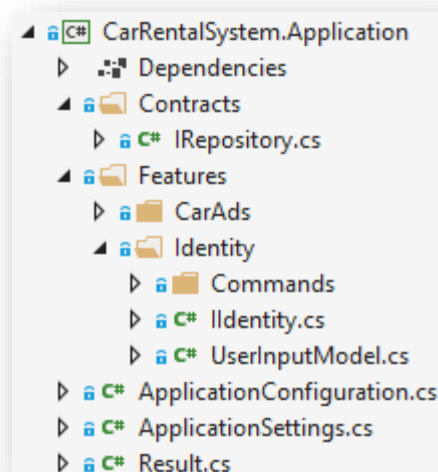 C# CarRentalSystem.Application
Dependencies
Contracts
C# IRepository.cs
Features
CarAds
Identity
Commands
C# IIdentity.cs
C# UserInputModel.cs
C# ApplicationConfiguration.cs
C# ApplicationSettings.cs
C# Result.cs